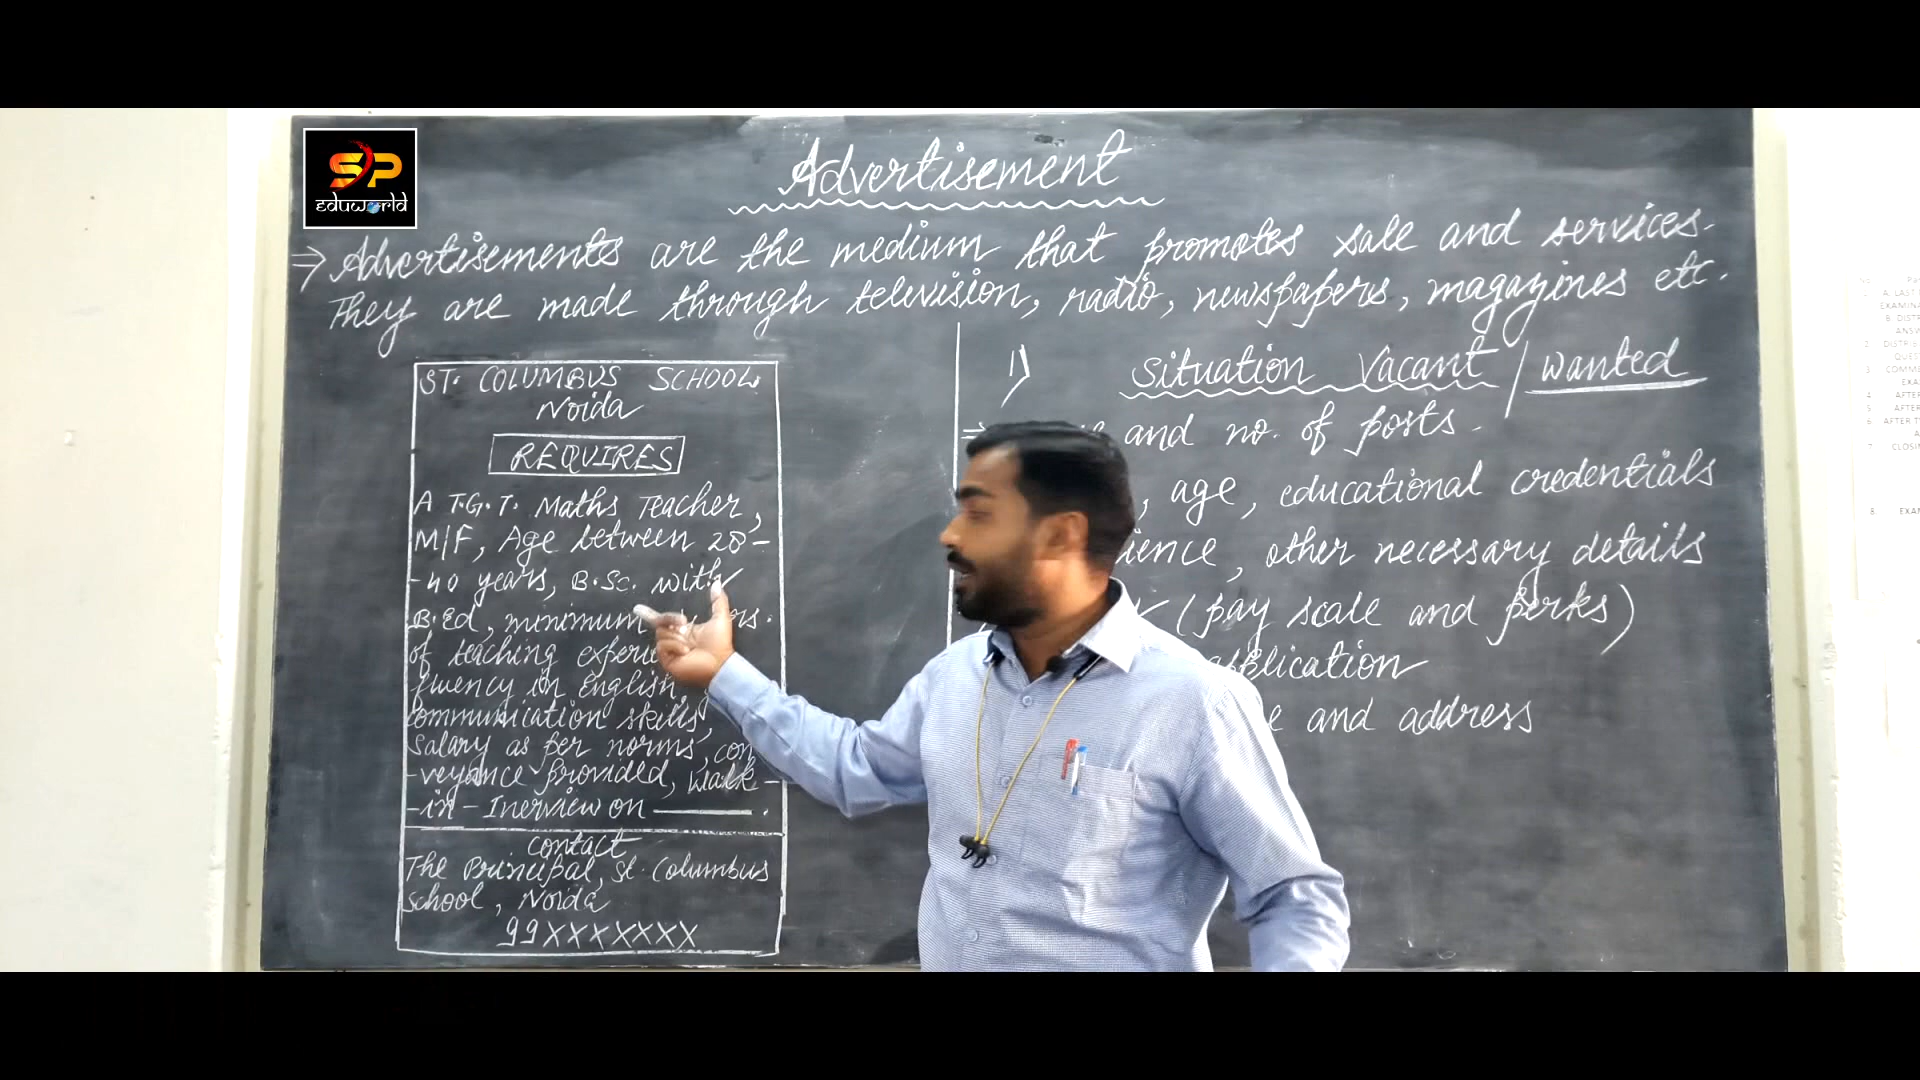 SP
eduworld
Advertisement
⇒ Advertisements are the medium that promotes sale and services.
They are made through television, radio, newspapers, magazines etc.
ST. COLUMBUS SCHOOL,
Noida
REQUIRES
A T.G.T. Maths Teacher,
M/F, Age between 28-
-40 years, B.Sc. with
B.Ed, minimum
of teaching
fluency in English,
communication skills,
salary as per norms, con
-veyance provided, walk-
-in-Inerview on ———.
contact
The Principal, St. Columbus
School, Noida
99XXXXXXX
1) Situation Vacant / Wanted
⇒ and no. of posts.
, age, educational credentials
, other necessary details
(pay scale and perks)
application
and address